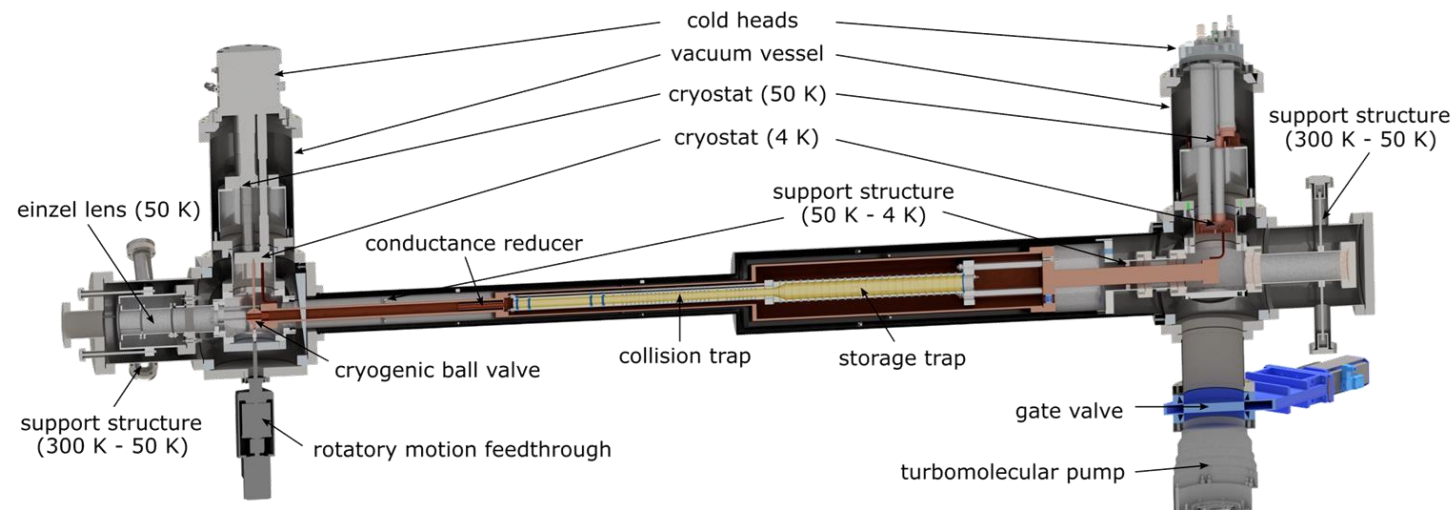 cold heads
vacuum vessel
cryostat (50 K)
cryostat (4 K)
support structure
(300 K - 50 K)
support structure
(50 K - 4 K)
einzel lens (50 K)
conductance reducer
collision trap
storage trap
cryogenic ball valve
support structure
(300 K - 50 K)
rotatory motion feedthrough
gate valve
turbomolecular pump